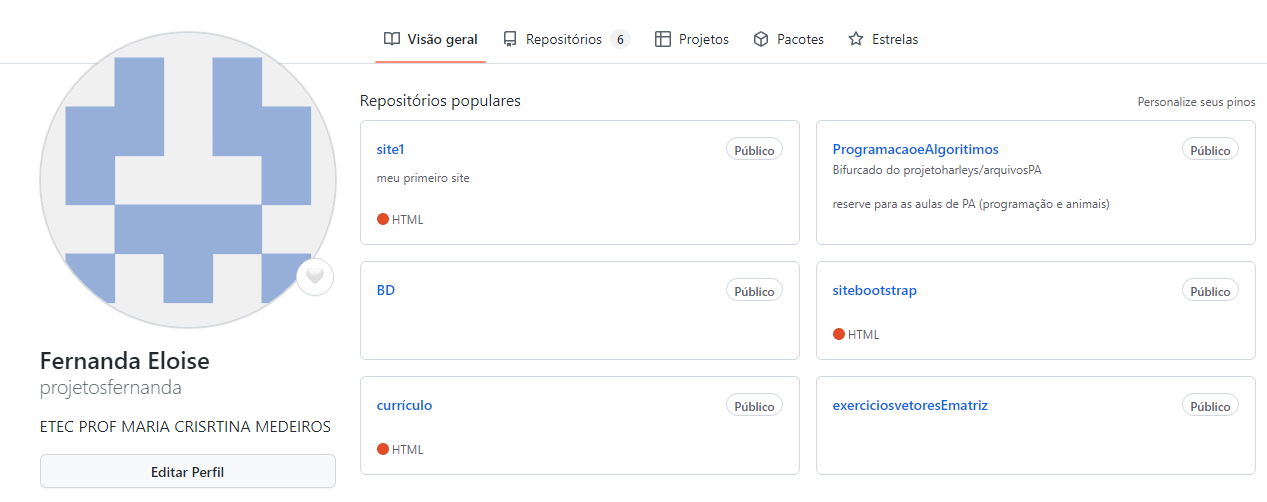 Visão geral
Repositórios 6
Projetos
Pacotes
Estrelas
Repositórios populares
Personalize seus pinos
site1
Público
meu primeiro site
HTML
ProgramacaoeAlgoritimos
Público
Bifurcado do projetoharleys/arquivosPA
reserve para as aulas de PA (programação e animais)
BD
Público
sitebootstrap
Público
HTML
currículo
Público
HTML
exerciciosvetoresEmatriz
Público
Fernanda Eloise
projetosfernanda
ETEC PROF MARIA CRISRTINA MEDEIROS
Editar Perfil